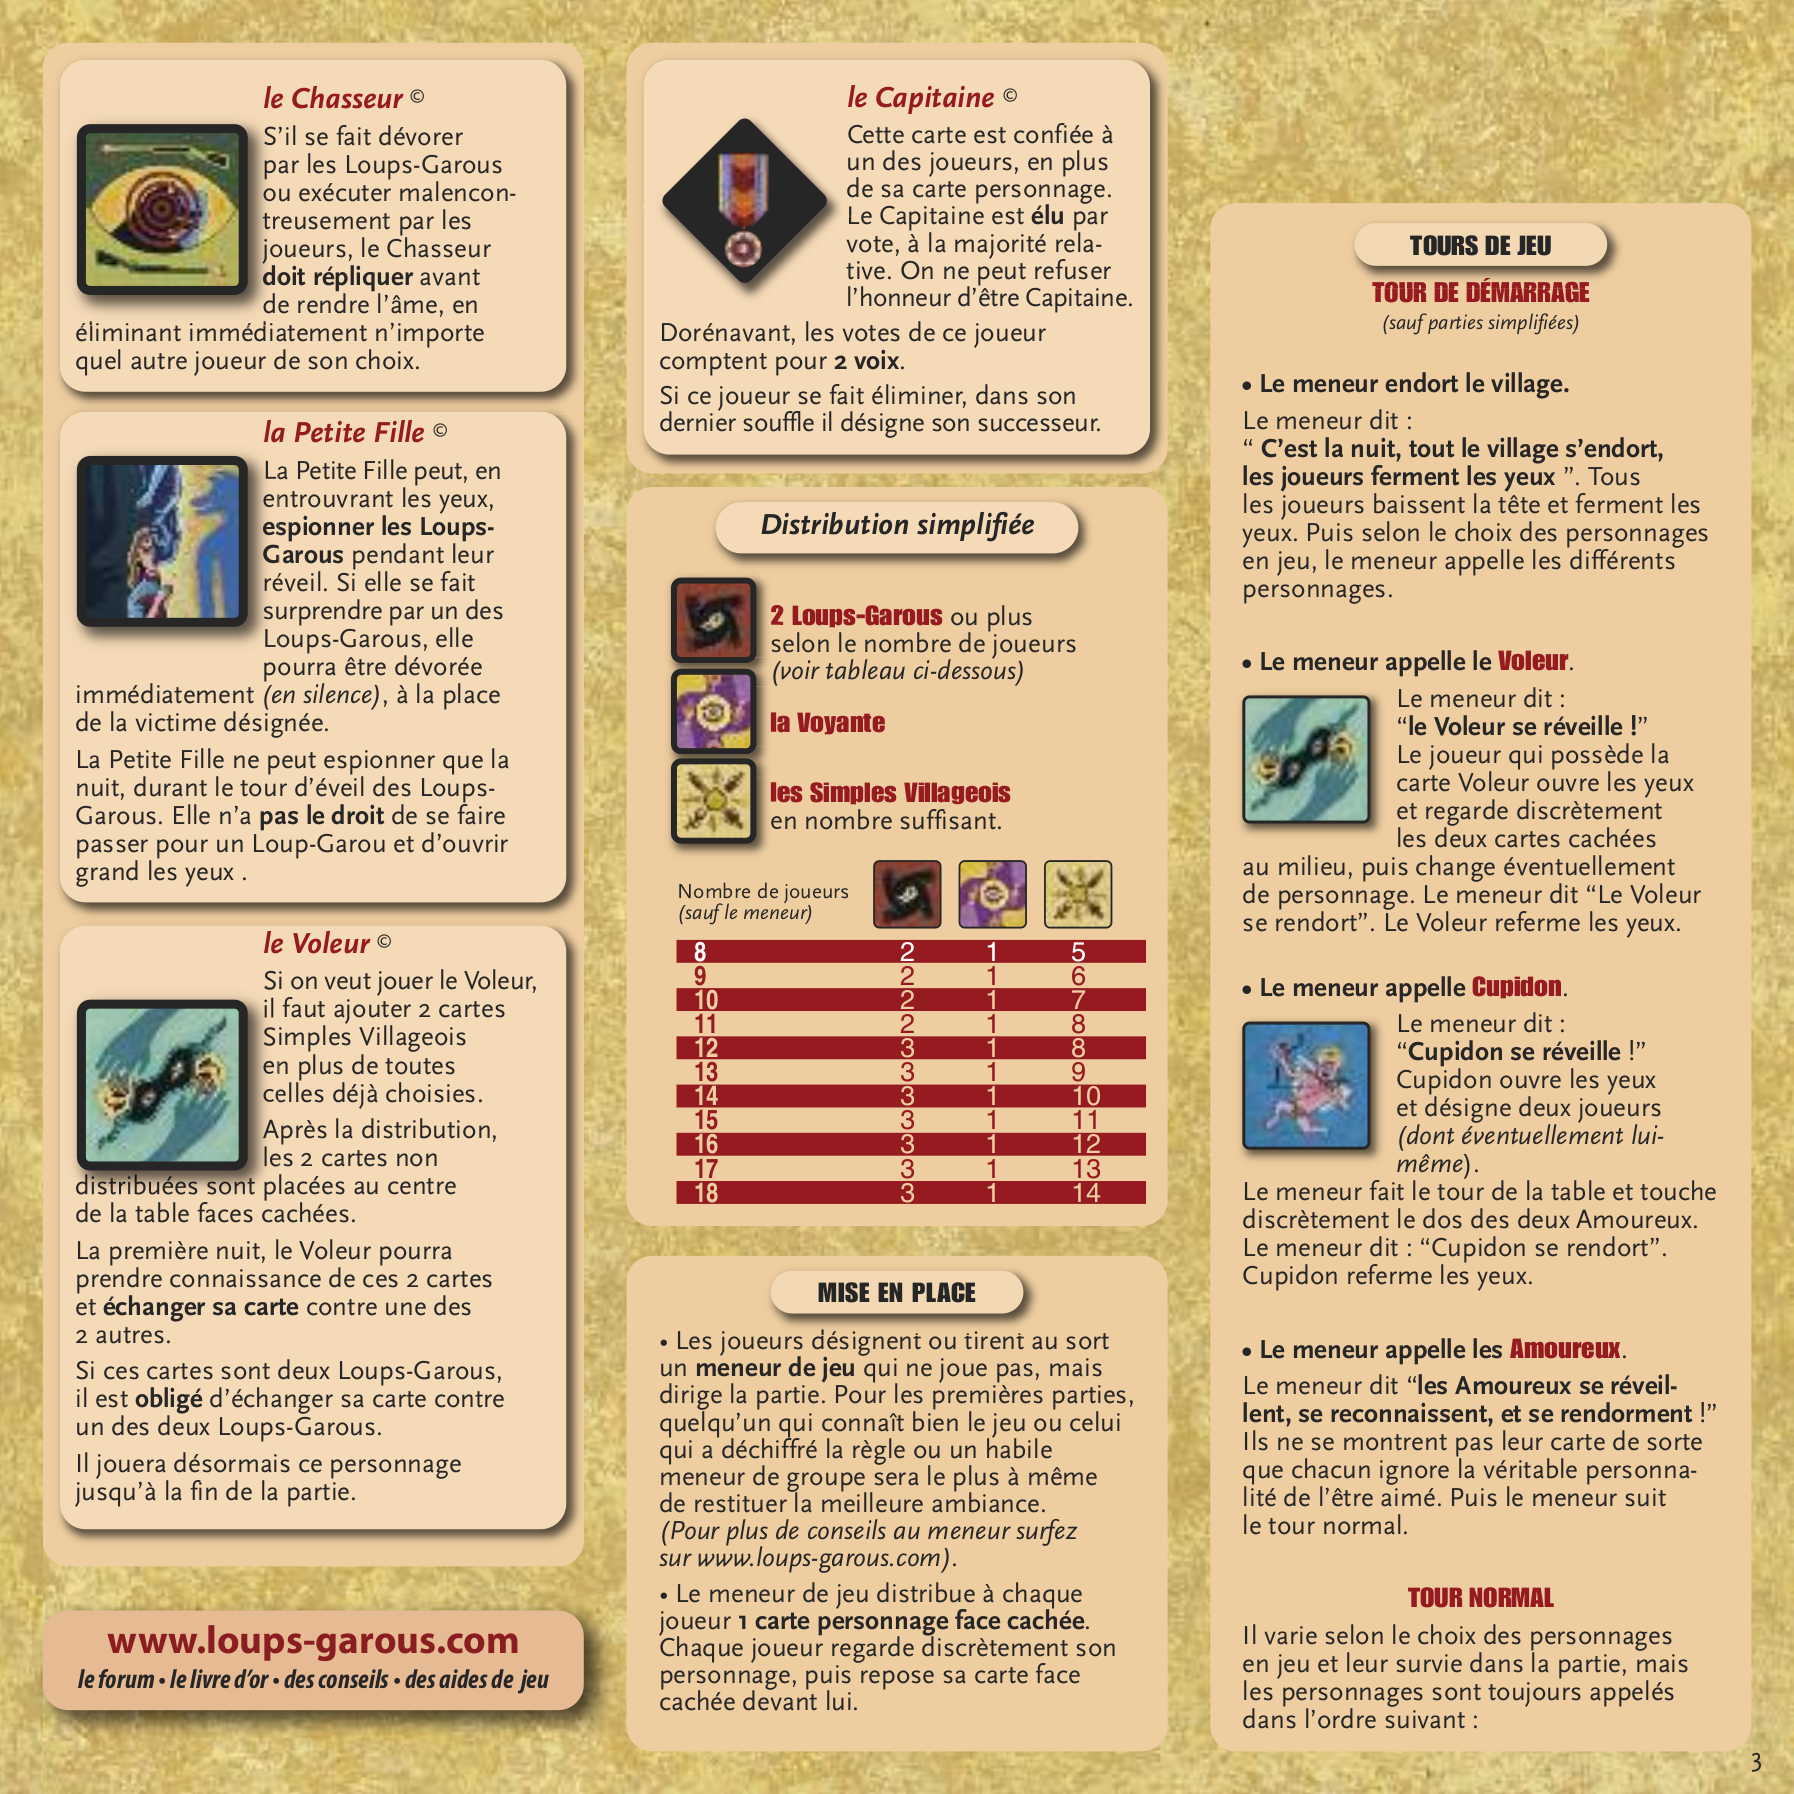 le Chasseur ©
S’il se fait dévorer
par les Loups-Garous
ou exécuter malencon-
treusement par les
joueurs, le Chasseur
doit répliquer avant
de rendre l’âme, en
éliminant immédiatement n’importe
quel autre joueur de son choix.
la Petite Fille ©
La Petite Fille peut, en
entrouvrant les yeux,
espionner les Loups-
Garous pendant leur
réveil. Si elle se fait
surprendre par un des
Loups-Garous, elle
pourra être dévorée
immédiatement (en silence), à la place
de la victime désignée.
La Petite Fille ne peut espionner que la
nuit, durant le tour d’éveil des Loups-
Garous. Elle n’a pas le droit de se faire
passer pour un Loup-Garou et d’ouvrir
grand les yeux .
le Voleur ©
Si on veut jouer le Voleur,
il faut ajouter 2 cartes
Simples Villageois
en plus de toutes
celles déjà choisies.
Après la distribution,
les 2 cartes non
distribuées sont placées au centre
de la table faces cachées.
La première nuit, le Voleur pourra
prendre connaissance de ces 2 cartes
et échanger sa carte contre une des
2 autres.
Si ces cartes sont deux Loups-Garous,
il est obligé d’échanger sa carte contre
un des deux Loups-Garous.
Il jouera désormais ce personnage
jusqu’à la fin de la partie.
www.loups-garous.com
le forum • le livre d’or • des conseils • des aides de jeu
le Capitaine ©
Cette carte est confiée à
un des joueurs, en plus
de sa carte personnage.
Le Capitaine est élu par
vote, à la majorité rela-
tive. On ne peut refuser
l’honneur d’être Capitaine.
Dorénavant, les votes de ce joueur
comptent pour 2 voix.
Si ce joueur se fait éliminer, dans son
dernier souffle il désigne son successeur.
Distribution simplifiée
2 Loups-Garous ou plus
selon le nombre de joueurs
(voir tableau ci-dessous)
la Voyante
les Simples Villageois
en nombre suffisant.
Nombre de joueurs
(sauf le meneur)
8 2 1 5
9 2 1 6
10 2 1 7
11 2 1 8
12 3 1 8
13 3 1 9
14 3 1 10
15 3 1 11
16 3 1 12
17 3 1 13
18 3 1 14
MISE EN PLACE
• Les joueurs désignent ou tirent au sort
un meneur de jeu qui ne joue pas, mais
dirige la partie. Pour les premières parties,
quelqu’un qui connaît bien le jeu ou celui
qui a déchiffré la règle ou un habile
meneur de groupe sera le plus à même
de restituer la meilleure ambiance.
(Pour plus de conseils au meneur surfez
sur www.loups-garous.com).
• Le meneur de jeu distribue à chaque
joueur 1 carte personnage face cachée.
Chaque joueur regarde discrètement son
personnage, puis repose sa carte face
cachée devant lui.
TOURS DE JEU
TOUR DE DÉMARRAGE
(sauf parties simplifiées)
• Le meneur endort le village.
Le meneur dit :
“ C’est la nuit, tout le village s’endort,
les joueurs ferment les yeux ”. Tous
les joueurs baissent la tête et ferment les
yeux. Puis selon le choix des personnages
en jeu, le meneur appelle les différents
personnages.
• Le meneur appelle le Voleur.
Le meneur dit :
“le Voleur se réveille !”
Le joueur qui possède la
carte Voleur ouvre les yeux
et regarde discrètement
les deux cartes cachées
au milieu, puis change éventuellement
de personnage. Le meneur dit “Le Voleur
se rendort”. Le Voleur referme les yeux.
• Le meneur appelle Cupidon.
Le meneur dit :
“Cupidon se réveille !”
Cupidon ouvre les yeux
et désigne deux joueurs
(dont éventuellement lui-
même).
Le meneur fait le tour de la table et touche
discrètement le dos des deux Amoureux.
Le meneur dit : “Cupidon se rendort”.
Cupidon referme les yeux.
• Le meneur appelle les Amoureux.
Le meneur dit “les Amoureux se réveil-
lent, se reconnaissent, et se rendorment !”
Ils ne se montrent pas leur carte de sorte
que chacun ignore la véritable personna-
lité de l’être aimé. Puis le meneur suit
le tour normal.
TOUR NORMAL
Il varie selon le choix des personnages
en jeu et leur survie dans la partie, mais
les personnages sont toujours appelés
dans l’ordre suivant :
3